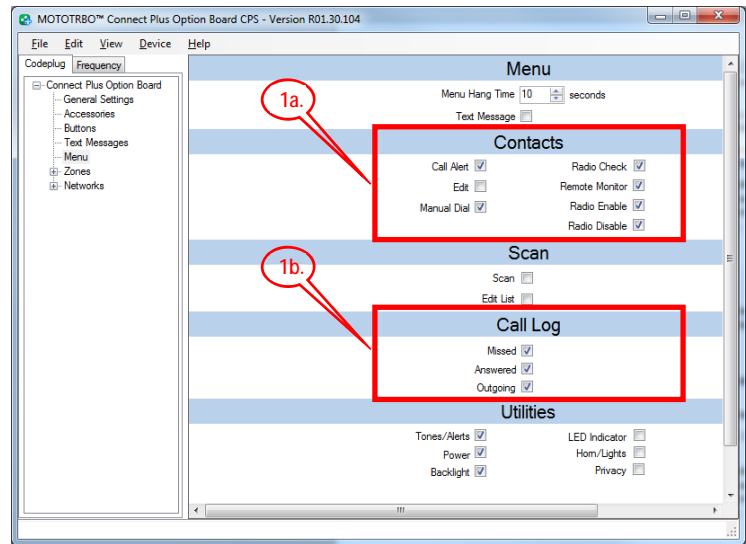 MOTOTRBO™ Connect Plus Option Board CPS - Version R01.30.104
File Edit View Device Help
Codeplug Frequency
Connect Plus Option Board
General Settings
Accessories
Buttons
Text Messages
Menu
Zones
Networks
Menu
Menu Hang Time 10 seconds
Text Message
1a.
Contacts
Call Alert Radio Check
Edit Remote Monitor
Manual Dial Radio Enable
Radio Disable
Scan
1b.
Scan
Edit List
Call Log
Missed
Answered
Outgoing
Utilities
Tones/Alerts LED Indicator
Power Horn/Lights
Backlight Privacy